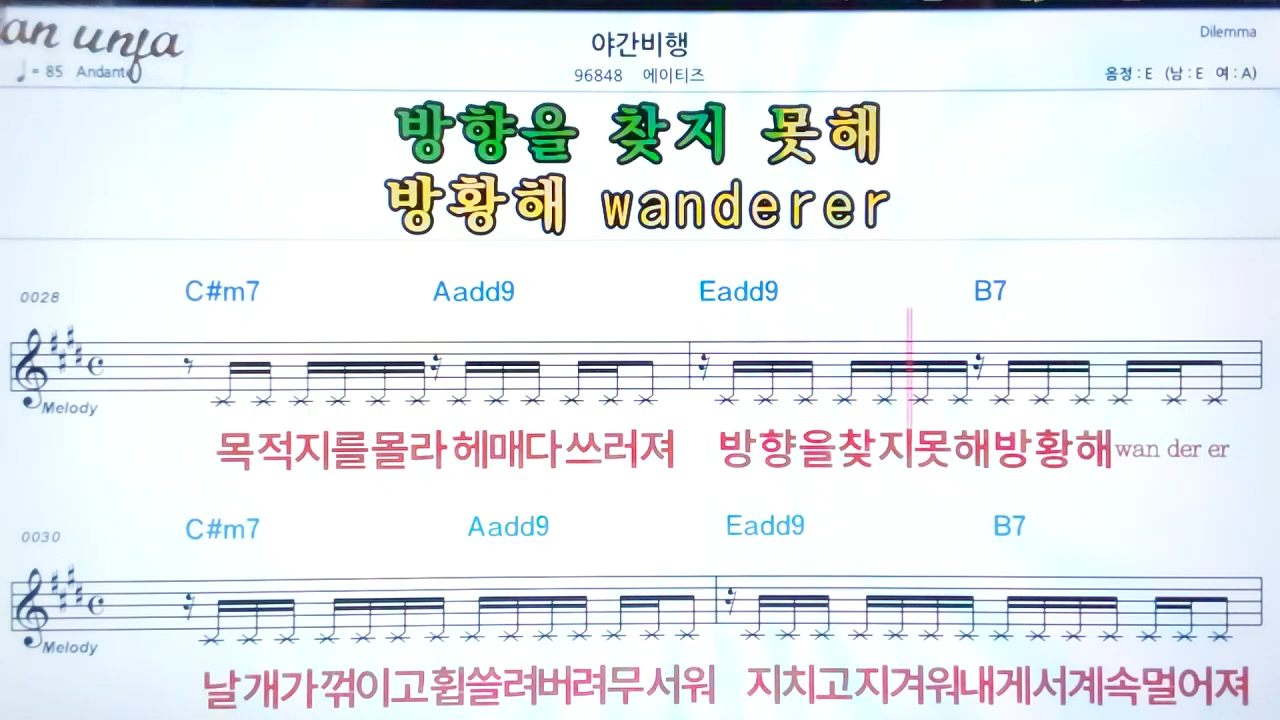 an unfa
야간비행
Dilemma
♩= 85 Andante
96848 에이티즈
음정 : E (남 : E 여 : A)
방향을 찾지 못해
방황해 wanderer
0028 C#m7 Aadd9 Eadd9 B7
Melody
목적지를몰라헤매다쓰러져 방향을찾지못해방황해wan der er
0030 C#m7 Aadd9 Eadd9 B7
Melody
날개가꺾이고휩쓸려버려무서워 지치고지겨워내게서계속멀어져